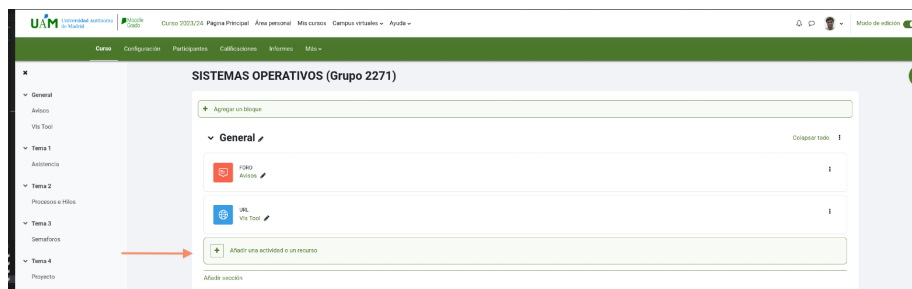 UAM Universidad Autónoma de Madrid
Moodle Grado
Curso 2023/24 Página Principal Área personal Mis cursos Campus virtuales Ayuda
Modo de edición
Curso Configuración Participantes Calificaciones Informes Más
General
Avisos
Vis Tool
Tema 1
Asistencia
Tema 2
Procesos e Hilos
Tema 3
Semaforos
Tema 4
Proyecto
SISTEMAS OPERATIVOS (Grupo 2271)
+ Agregar un bloque
General
Colapsar todo
FORO
Avisos
URL
Vis Tool
+ Añadir una actividad o un recurso
Añadir sección